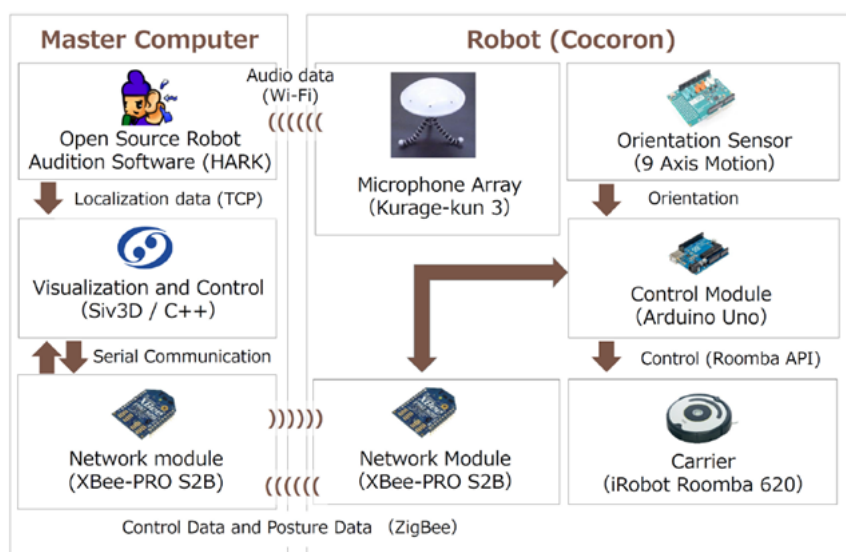 Master Computer
Robot (Cocoron)
Audio data
(Wi-Fi)
Open Source Robot
Audition Software (HARK)
Microphone Array
(Kurage-kun 3)
Orientation Sensor
(9 Axis Motion)
Localization data (TCP)
Orientation
Visualization and Control
(Siv3D / C++)
Control Module
(Arduino Uno)
Serial Communication
Control (Roomba API)
Network module
(XBee-PRO S2B)
Network Module
(XBee-PRO S2B)
Carrier
(iRobot Roomba 620)
Control Data and Posture Data （ZigBee）